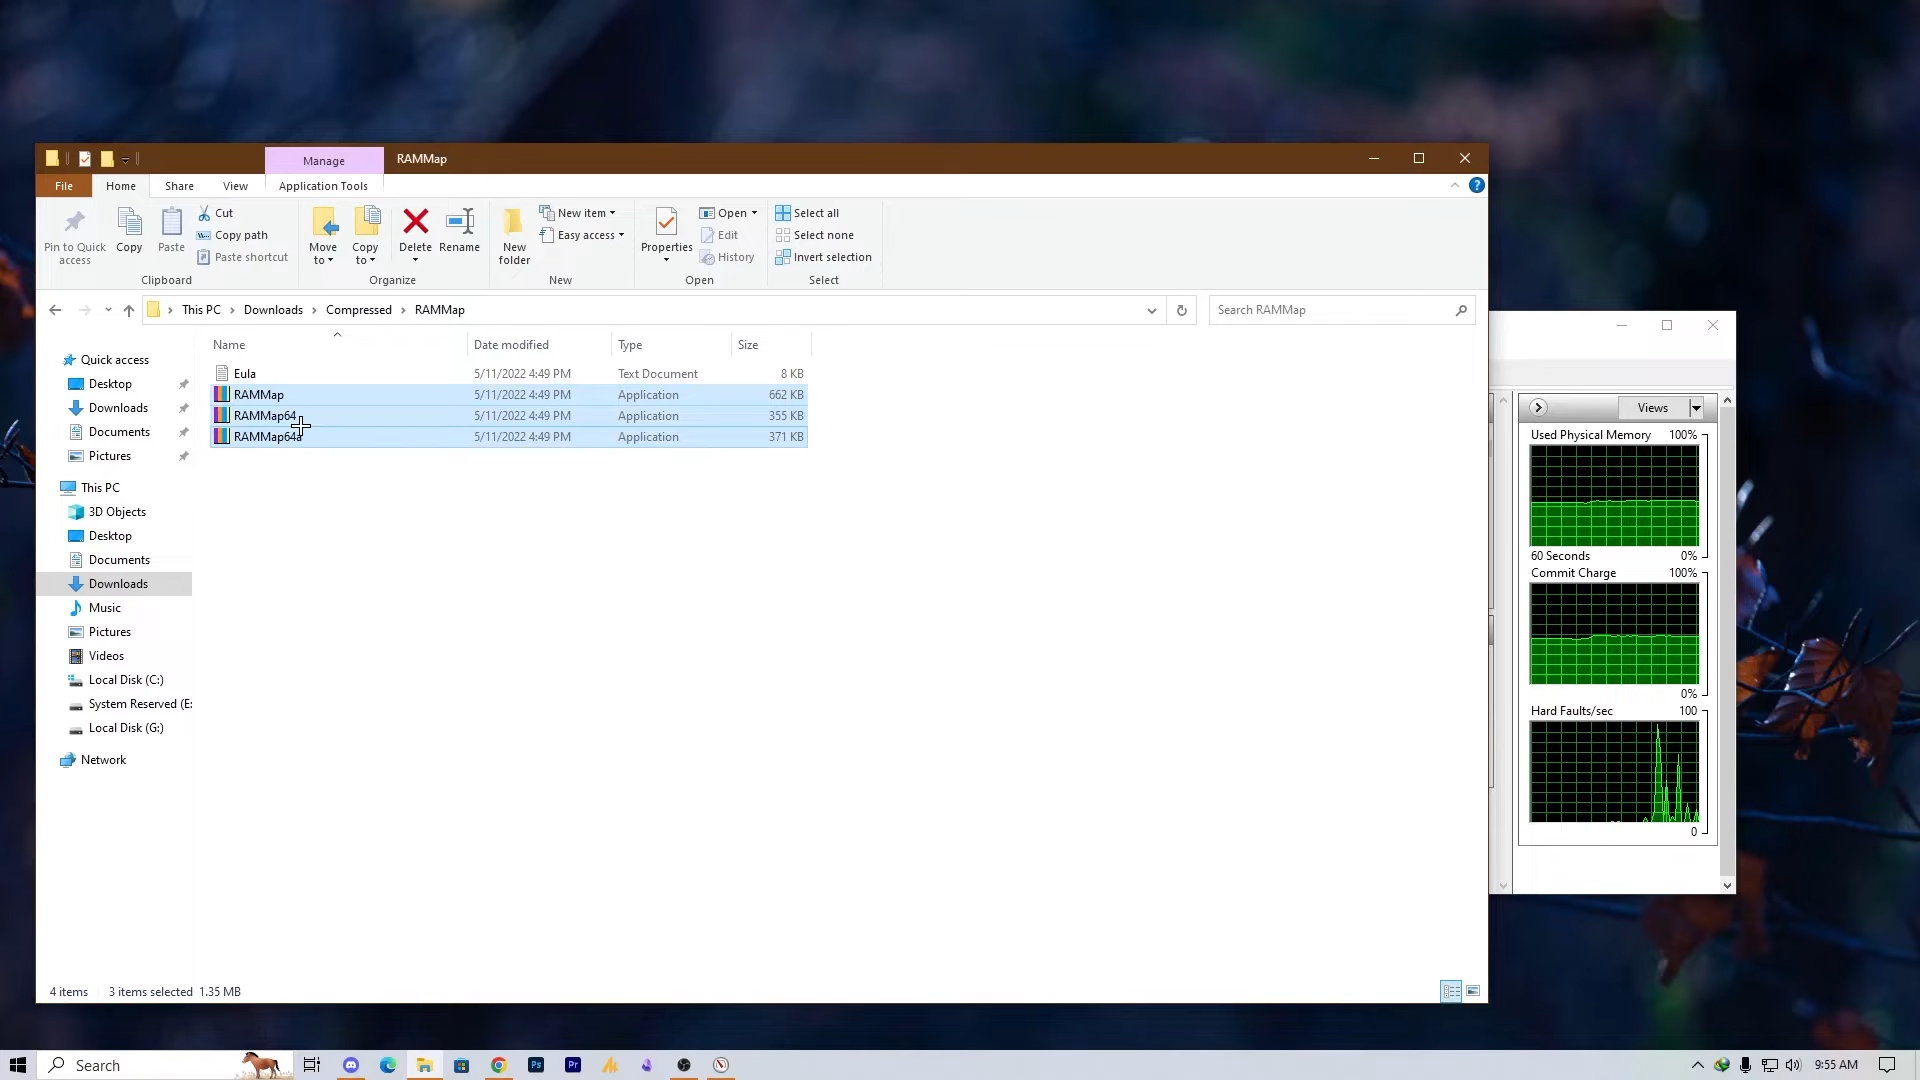 Manage
RAMMap
File
Home
Share
View
Application Tools
Pin to Quick access
Copy
Paste
Cut
Copy path
Paste shortcut
Clipboard
Move to
Copy to
Delete
Rename
Organize
New folder
New item
Easy access
New
Properties
Open
Edit
History
Open
Select all
Select none
Invert selection
Select
This PC > Downloads > Compressed > RAMMap
Search RAMMap
Name Date modified Type Size
Eula 5/11/2022 4:49 PM Text Document 8 KB
RAMMap 5/11/2022 4:49 PM Application 662 KB
RAMMap64 5/11/2022 4:49 PM Application 355 KB
RAMMap64a 5/11/2022 4:49 PM Application 371 KB
Quick access
Desktop
Downloads
Documents
Pictures
This PC
3D Objects
Desktop
Documents
Downloads
Music
Pictures
Videos
Local Disk (C:)
System Reserved (E:
Local Disk (G:)
Network
4 items 3 items selected 1.35 MB
Views
Used Physical Memory 100%
60 Seconds 0%
Commit Charge 100%
0%
Hard Faults/sec 100
0
Search
Ps
Pr
9:55 AM